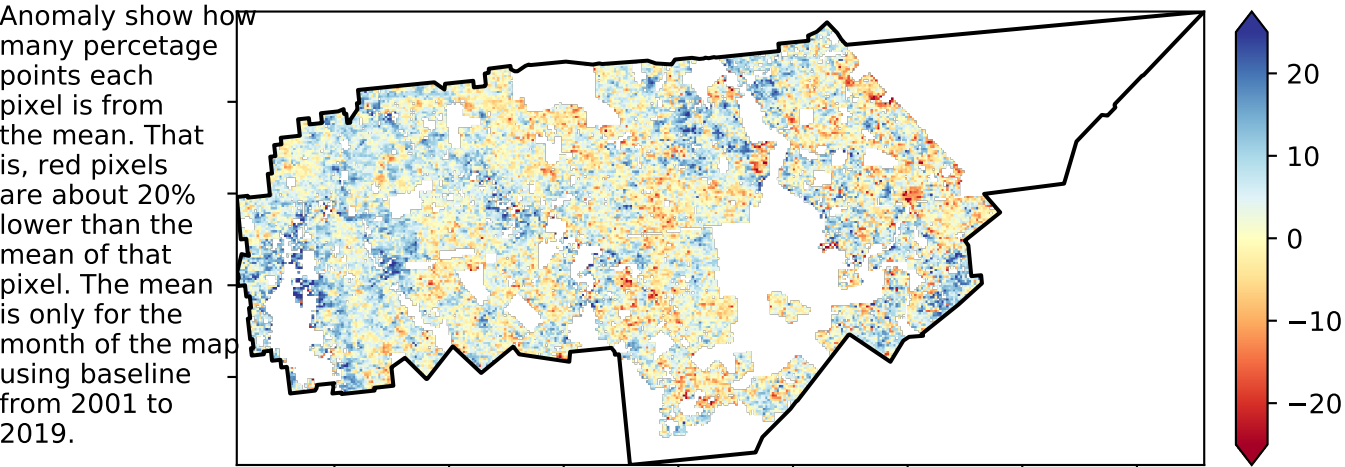 Anomaly show how
many percetage
points each
pixel is from
the mean. That
is, red pixels
are about 20%
lower than the
mean of that
pixel. The mean
is only for the
month of the map
using baseline
from 2001 to
2019.
20
10
0
−10
−20